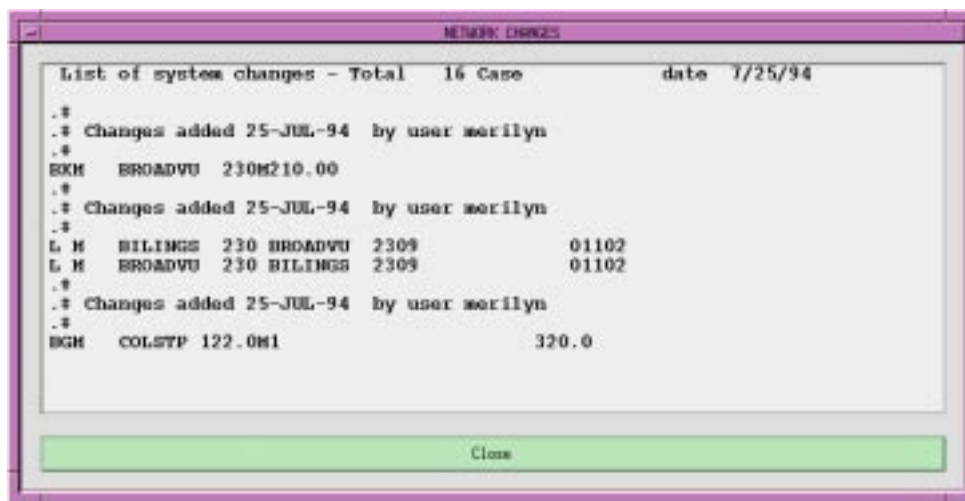 NETWORK CHANGES
List of system changes - Total 16 Case date 7/25/94
.#
.# Changes added 25-JUL-94 by user merilyn
.#
BXM BROADVU 230M210.00
.#
.# Changes added 25-JUL-94 by user merilyn
.#
L M BILINGS 230 BROADVU 2309 01102
L M BROADVU 230 BILINGS 2309 01102
.#
.# Changes added 25-JUL-94 by user merilyn
.#
BGM COLSTP 122.0M1 320.0
Close